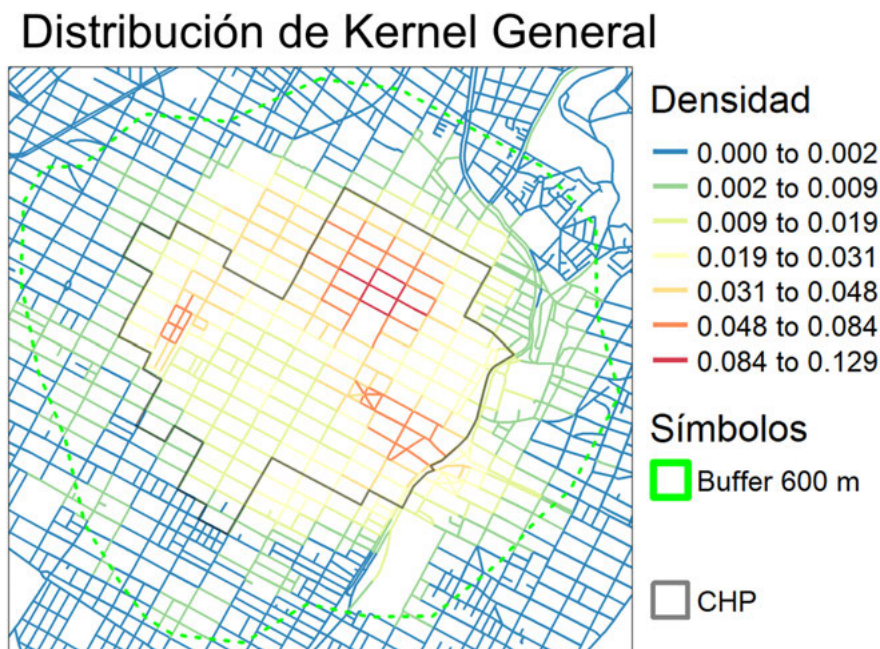 Distribución de Kernel General
Densidad
0.000 to 0.002
0.002 to 0.009
0.009 to 0.019
0.019 to 0.031
0.031 to 0.048
0.048 to 0.084
0.084 to 0.129
Símbolos
Buffer 600 m
CHP